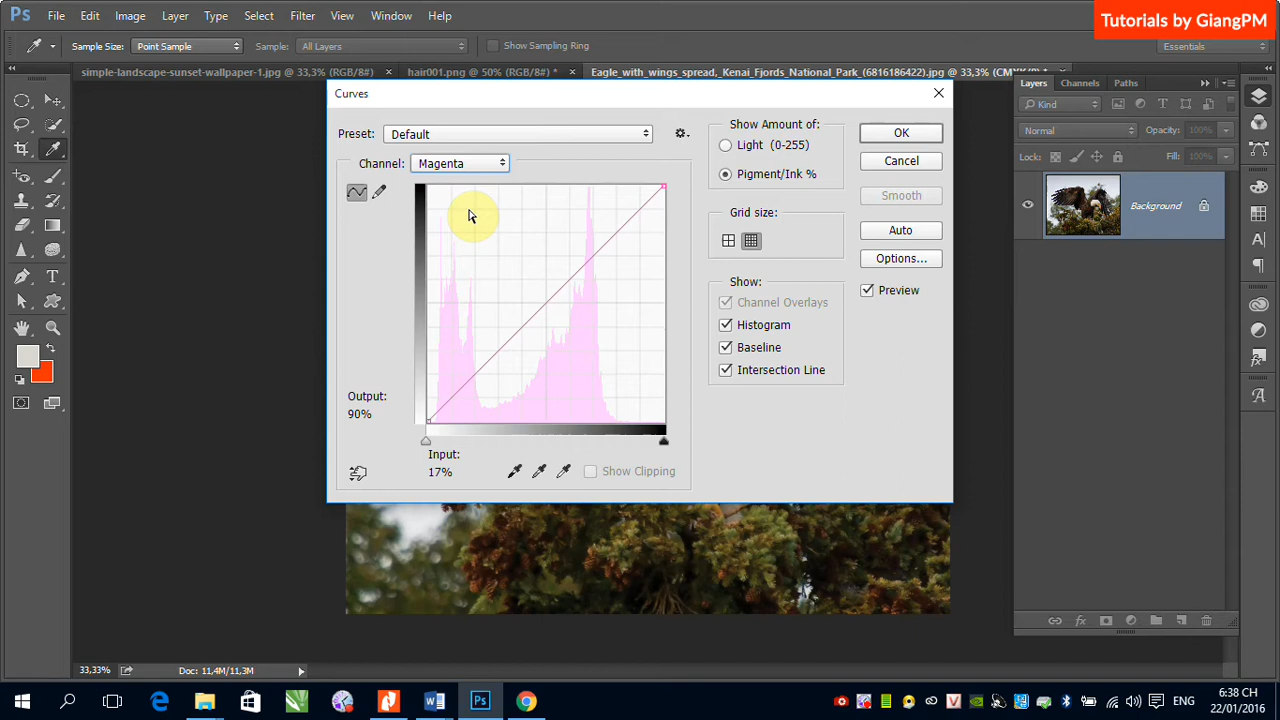 Ps File Edit Image Layer Type Select Filter View Window Help
Tutorials by GiangPM
Sample Size: Point Sample Sample: All Layers Show Sampling Ring
Essentials
simple-landscape-sunset-wallpaper-1.jpg @ 33,3% (RGB/8#) × hair001.png @ 50% (RGB/8#) * × Eagle_with_wings_spread,_Kenai_Fjords_National_Park_(6816186422).jpg @ 33,3% (CMYK/8) * ×
Curves
Preset: Default
Channel: Magenta
Output:
90%
Input:
17%
Show Clipping
Show Amount of:
Light (0-255)
Pigment/Ink %
Grid size:
Show:
Channel Overlays
Histogram
Baseline
Intersection Line
OK
Cancel
Smooth
Auto
Options...
Preview
Layers Channels Paths
Kind
Normal Opacity: 100%
Lock: Fill: 100%
Background
33,33% Doc: 11,4M/11,3M
ENG
6:38 CH
22/01/2016